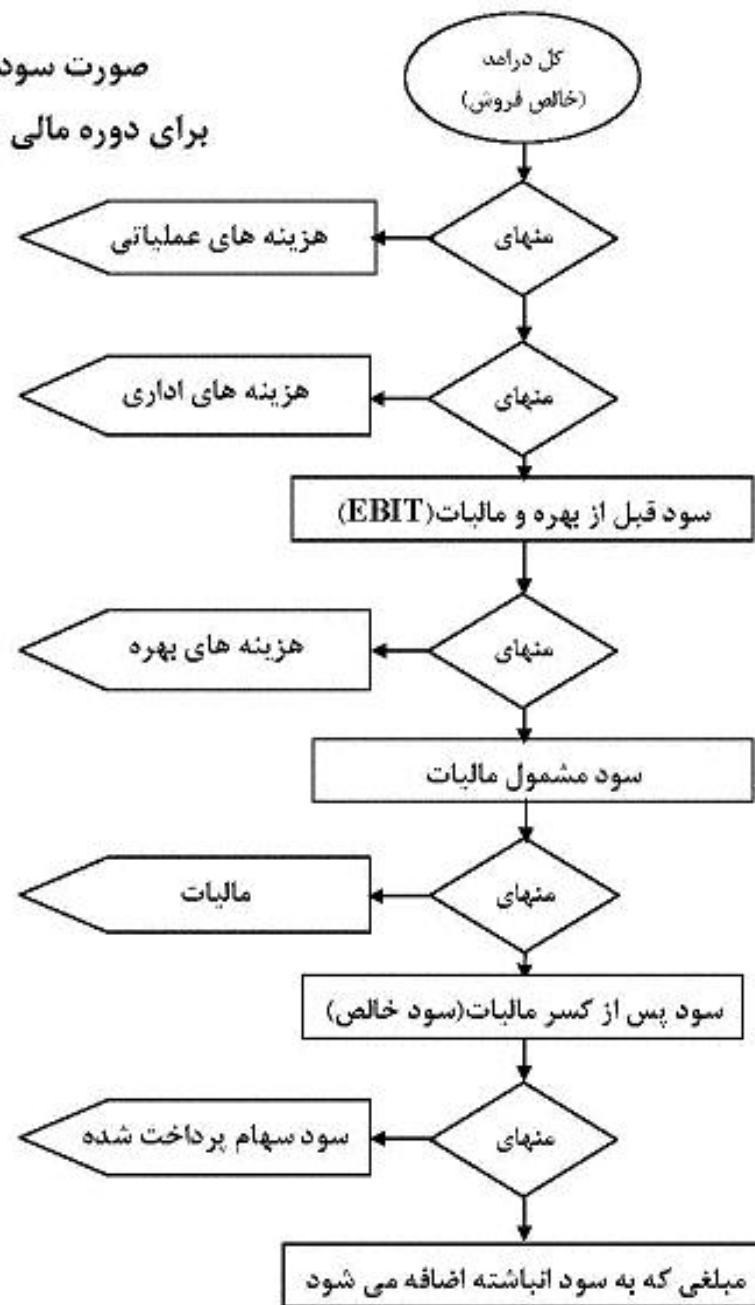 صورت سود
برای دوره مالی
کل درامد
(خالص فروش)
منهای
هزینه های عملیاتی
منهای
هزینه های اداری
سود قبل از بهره و مالیات(EBIT)
منهای
هزینه های بهره
سود مشمول مالیات
منهای
مالیات
سود پس از کسر مالیات(سود خالص)
منهای
سود سهام پرداخت شده
مبلغی که به سود انباشته اضافه می شود